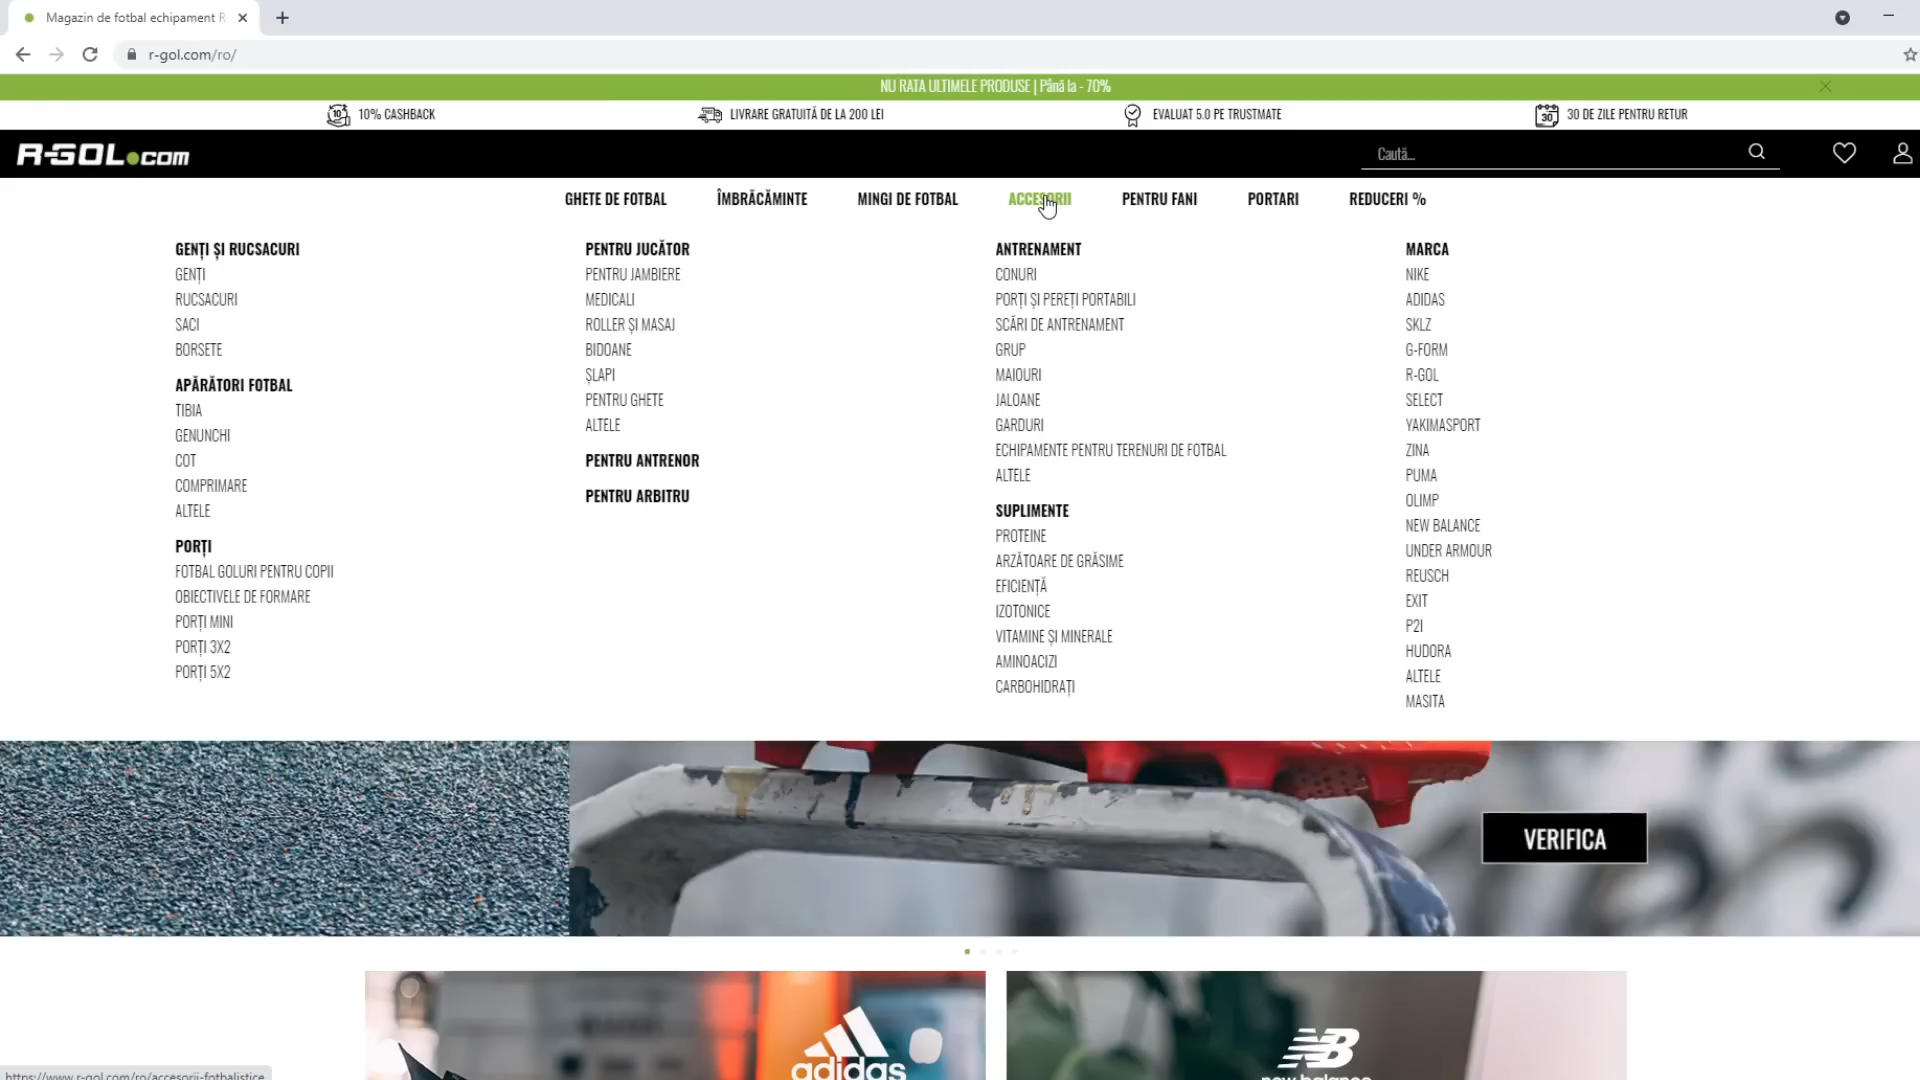 Magazin de fotbal echipament R
r-gol.com/ro/
NU RATA ULTIMELE PRODUSE | Până la - 70%
10% CASHBACK
LIVRARE GRATUITĂ DE LA 200 LEI
EVALUAT 5.0 PE TRUSTMATE
30 DE ZILE PENTRU RETUR
R-GOL.COM
Caută...
GHETE DE FOTBAL
ÎMBRĂCĂMINTE
MINGI DE FOTBAL
ACCESORII
PENTRU FANI
PORTARI
REDUCERI %
GENȚI ȘI RUCSACURI
GENȚI
RUCSACURI
SACI
BORSETE
APĂRĂTORI FOTBAL
TIBIA
GENUNCHI
COT
COMPRIMARE
ALTELE
PORȚI
FOTBAL GOLURI PENTRU COPII
OBIECTIVELE DE FORMARE
PORȚI MINI
PORȚI 3X2
PORȚI 5X2
PENTRU JUCĂTOR
PENTRU JAMBIERE
MEDICALI
ROLLER ȘI MASAJ
BIDOANE
ȘLAPI
PENTRU GHETE
ALTELE
PENTRU ANTRENOR
PENTRU ARBITRU
ANTRENAMENT
CONURI
PORȚI ȘI PEREȚI PORTABILI
SCĂRI DE ANTRENAMENT
GRUP
MAIOURI
JALOANE
GARDURI
ECHIPAMENTE PENTRU TERENURI DE FOTBAL
ALTELE
SUPLIMENTE
PROTEINE
ARZĂTOARE DE GRĂSIME
EFICIENȚĂ
IZOTONICE
VITAMINE ȘI MINERALE
AMINOACIZI
CARBOHIDRAȚI
MARCA
NIKE
ADIDAS
SKLZ
G-FORM
R-GOL
SELECT
YAKIMASPORT
ZINA
PUMA
OLIMP
NEW BALANCE
UNDER ARMOUR
REUSCH
EXIT
P2I
HUDORA
ALTELE
MASITA
VERIFICA
adidas
NB
new balance
https://www.r-gol.com/ro/accesorii-fotbalistice